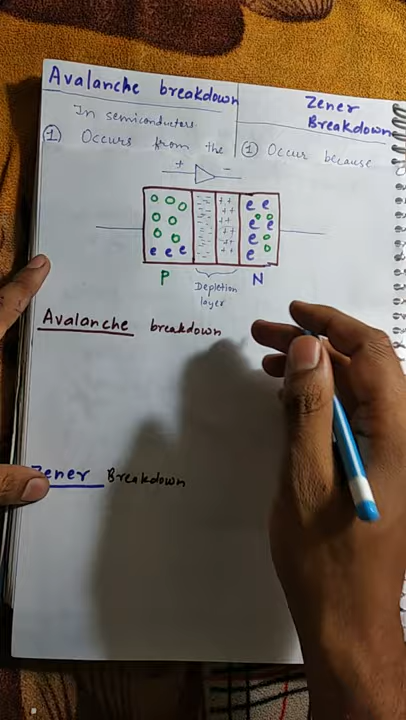 Avalanche breakdown
Zener
Breakdown
In semiconductors
① Occurs from the
① Occur because
+ -
e e
e
e
e
e e e
P
Depletion
layer
N
Avalanche breakdown
Zener Breakdown